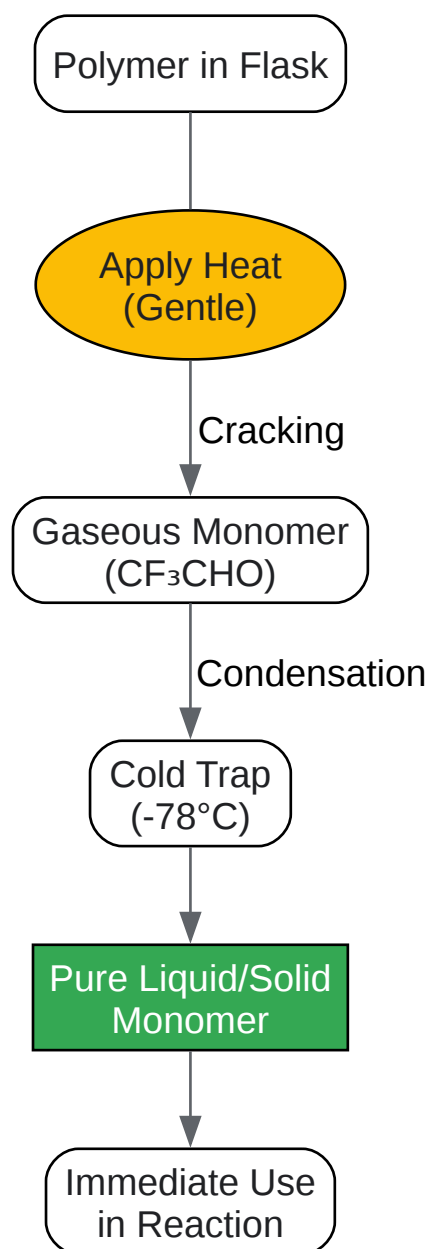 Polymer in Flask
Apply Heat
(Gentle)
Cracking
Gaseous Monomer
(CF₃CHO)
Condensation
Cold Trap
(-78°C)
Pure Liquid/Solid
Monomer
Immediate Use
in Reaction